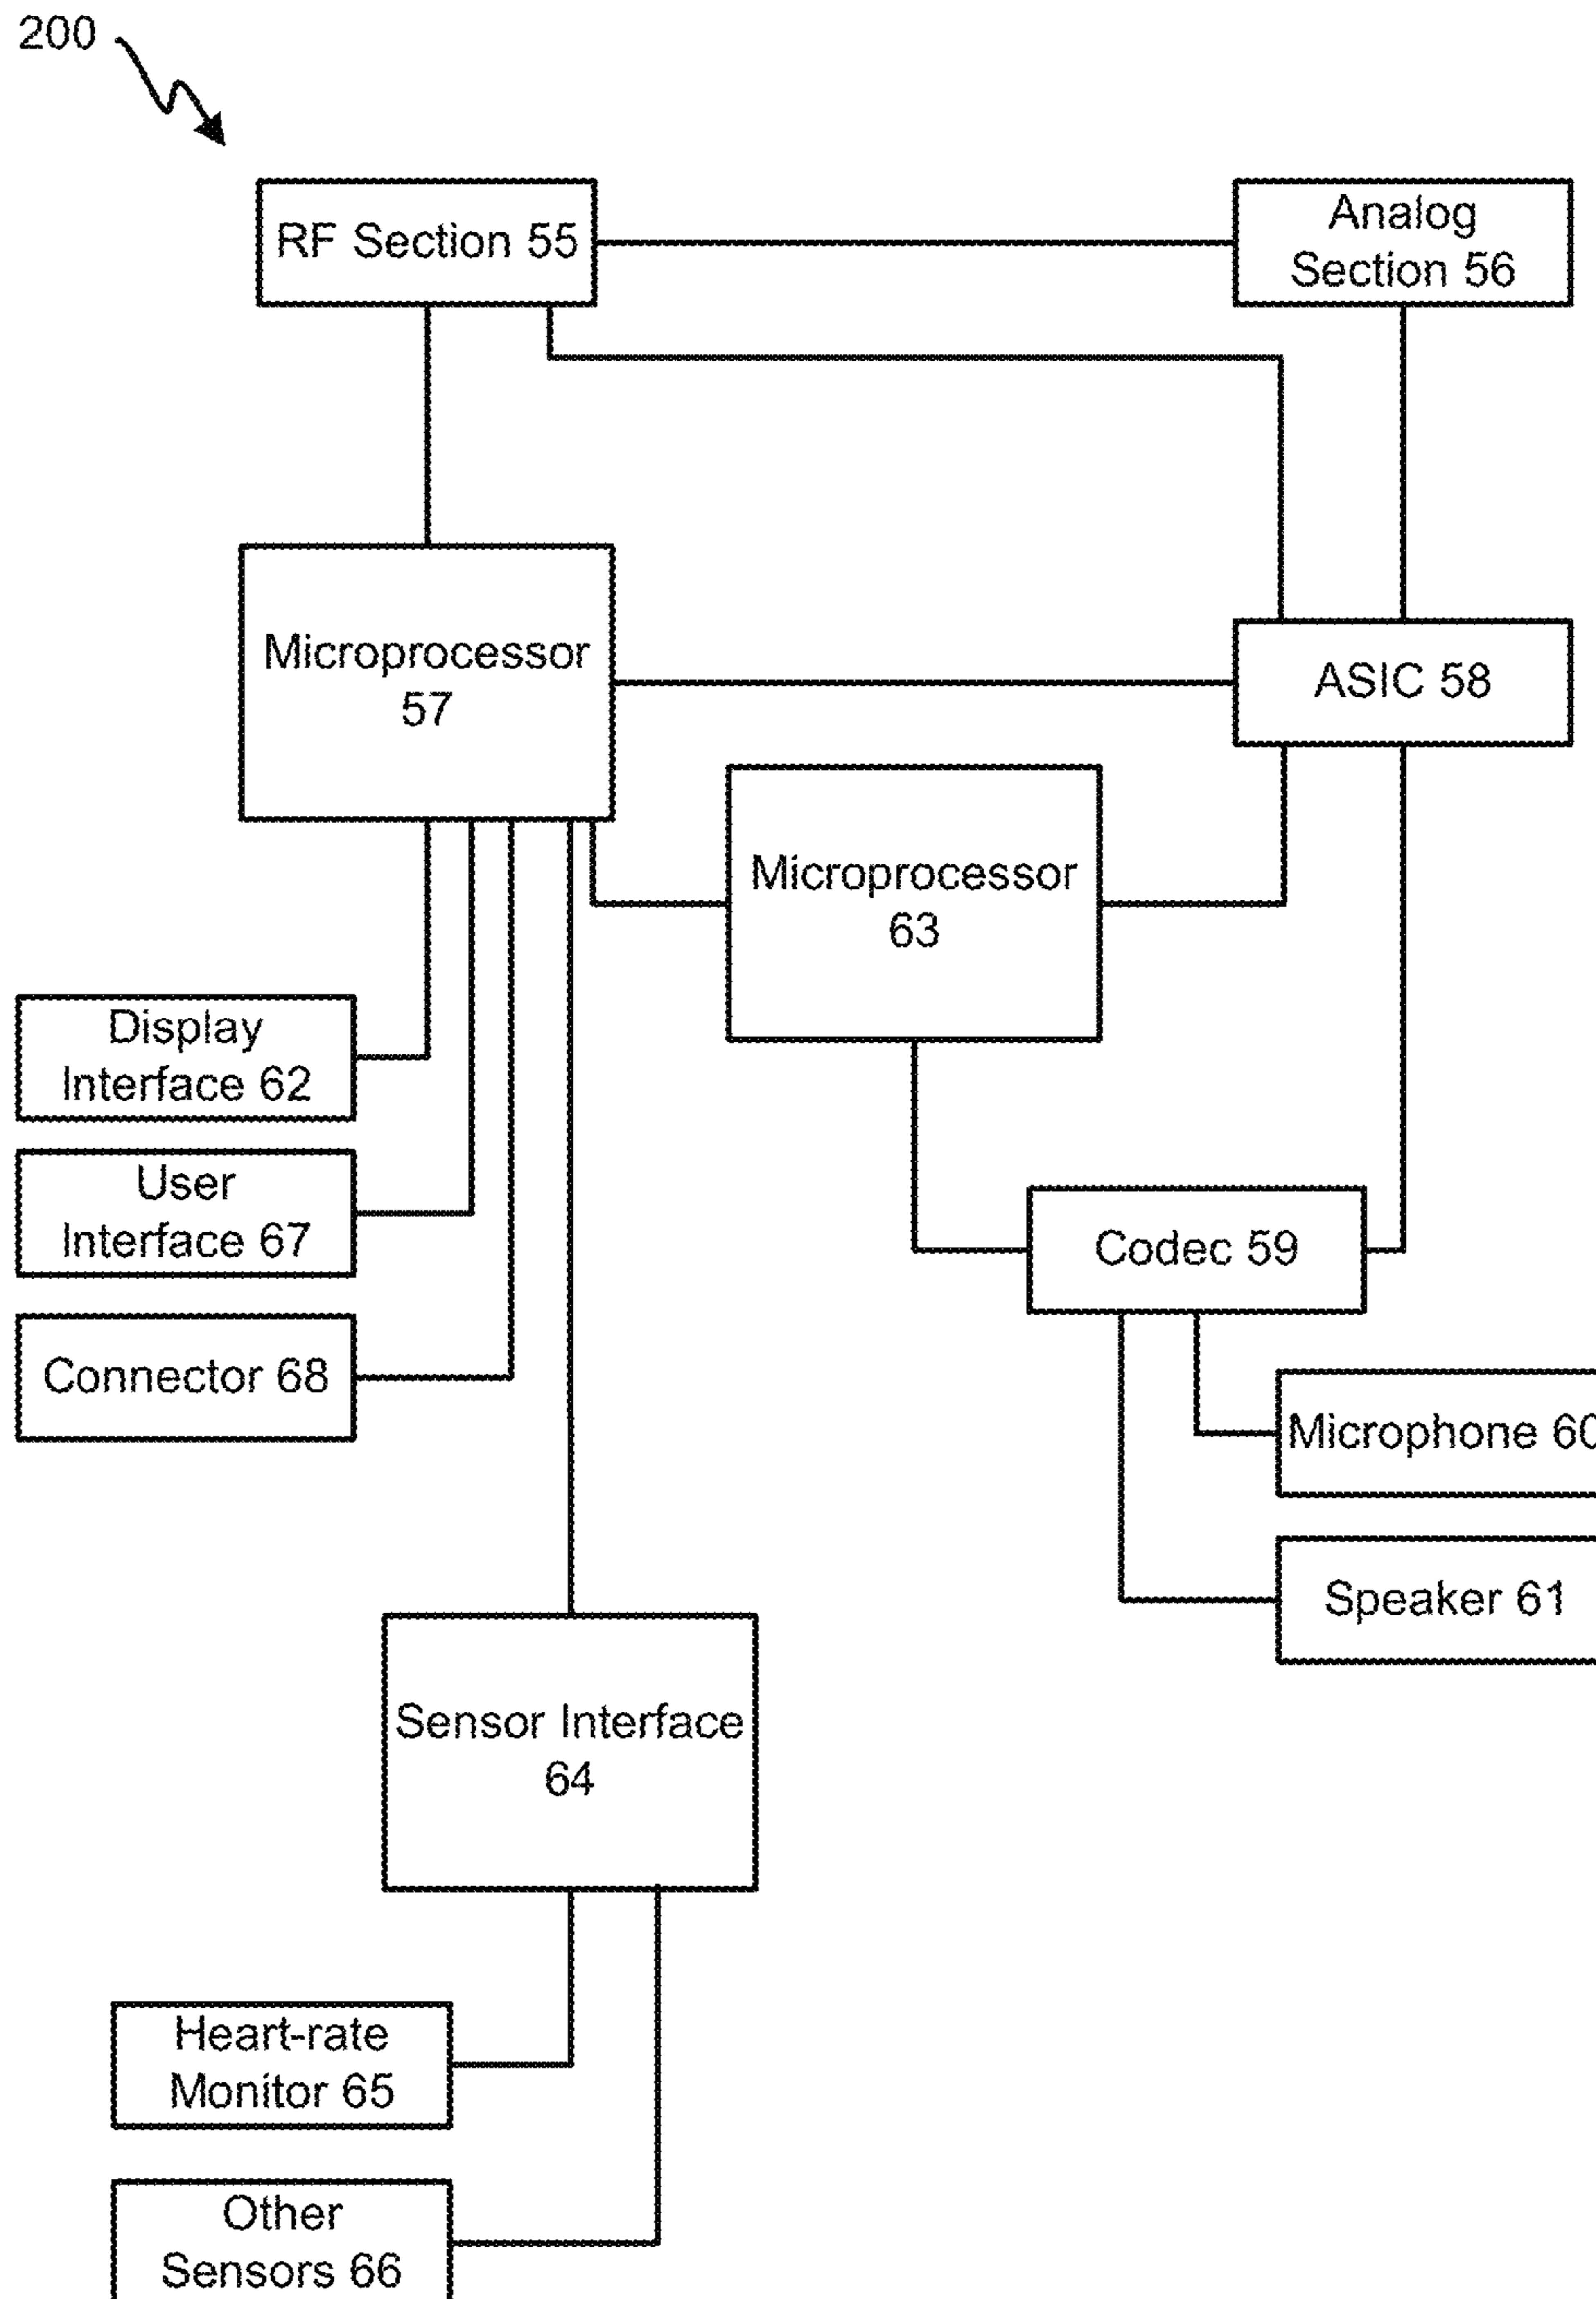 200
RF Section 55
Analog
Section 56
Microprocessor
57
ASIC 58
Microprocessor
63
Display
Interface 62
User
Interface 67
Codec 59
Connector 68
Microphone 60
Speaker 61
Sensor Interface
64
Heart-rate
Monitor 65
Other
Sensors 66